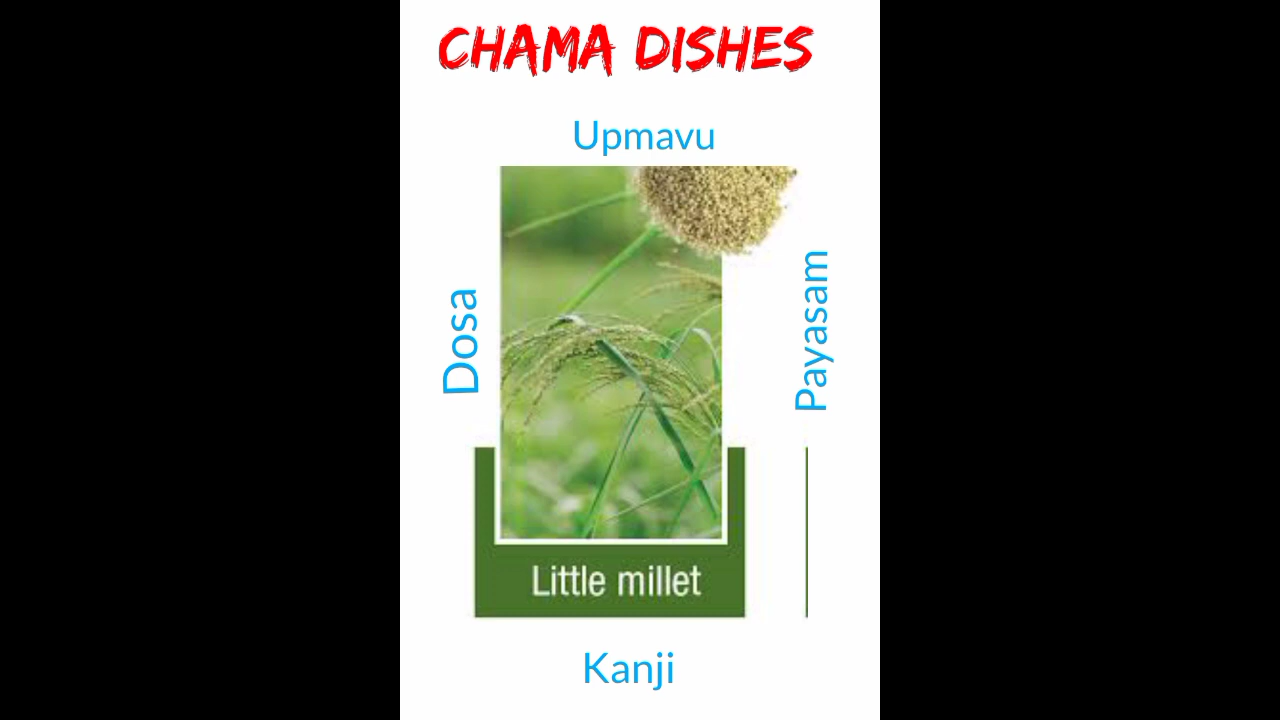 CHAMA DISHES
Upmavu
Dosa
Payasam
Little millet
Kanji